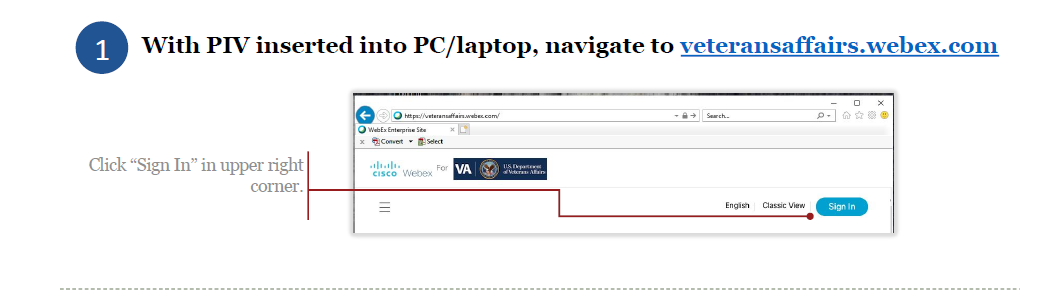 1
With PIV inserted into PC/laptop, navigate to veteransaffairs.webex.com
https://veteransaffairs.webex.com/
Search...
WebEx Enterprise Site
x Convert Select
Click “Sign In” in upper right
corner.
CISCO Webex For VA U.S. Department
of Veterans Affairs
English Classic View Sign In